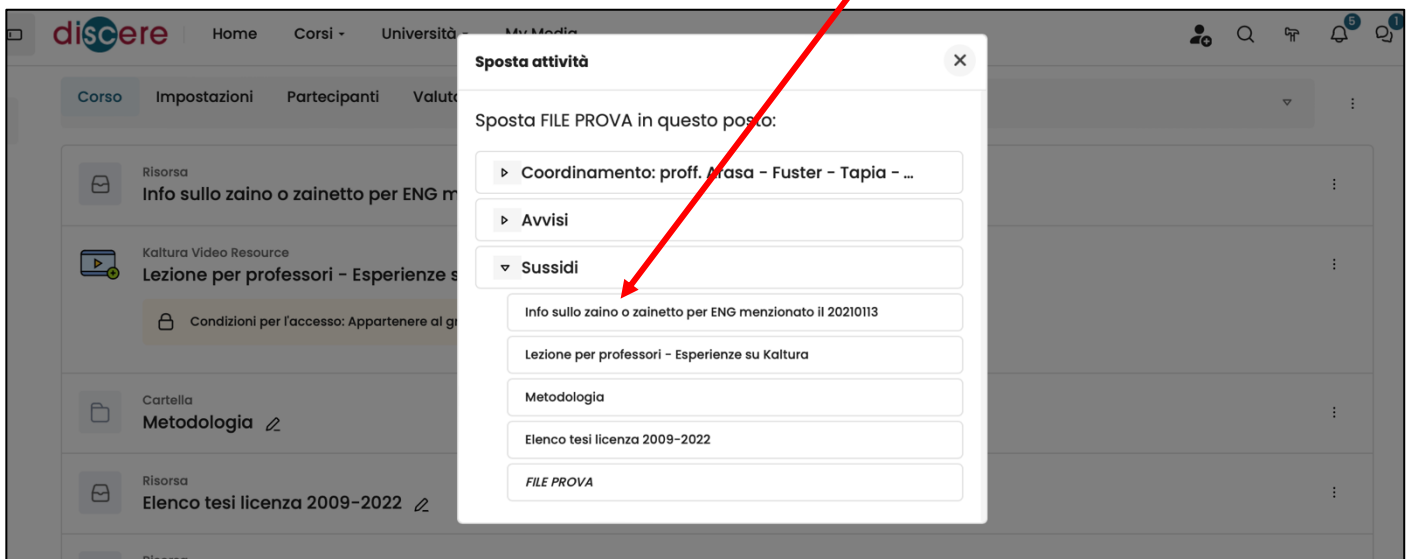 discere
Home Corsi Università My Media
5 1
Corso Impostazioni Partecipanti
Sposta attività
Sposta FILE PROVA in questo posto:
Coordinamento: proff. Arasa - Fuster - Tapia - ...
Avvisi
Sussidi
Info sullo zaino o zainetto per ENG menzionato il 20210113
Lezione per professori - Esperienze su Kaltura
Metodologia
Elenco tesi licenza 2009-2022
FILE PROVA
Risorsa
Info sullo zaino o zainetto per ENG
Kaltura Video Resource
Lezione per professori - Esperienze
Condizioni per l'accesso: Appartenere al
Cartella
Metodologia
Risorsa
Elenco tesi licenza 2009-2022